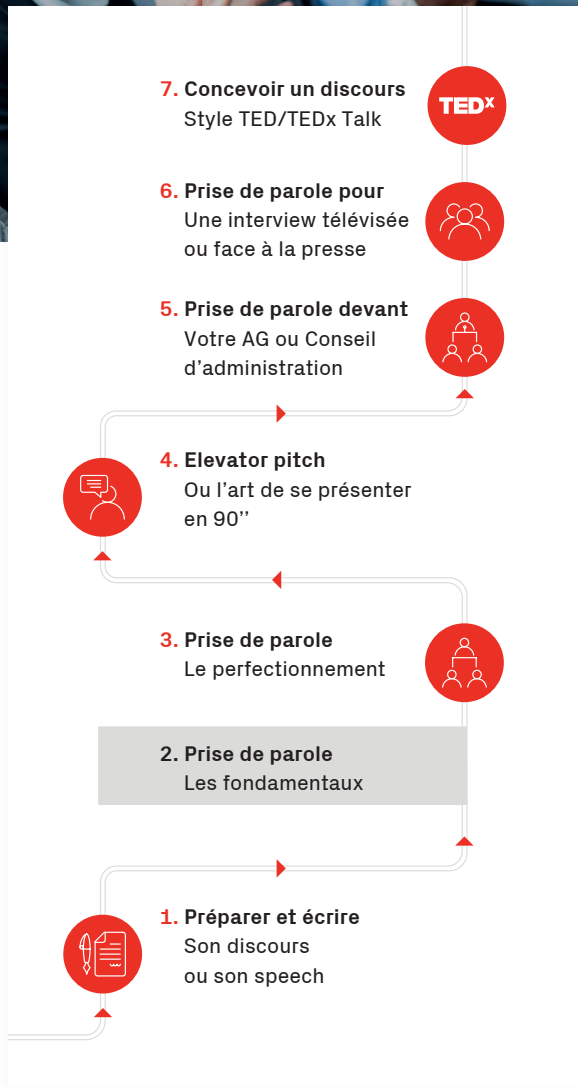 7. Concevoir un discours
Style TED/TEDx Talk
TEDx
6. Prise de parole pour
Une interview télévisée
ou face à la presse
5. Prise de parole devant
Votre AG ou Conseil
d’administration
4. Elevator pitch
Ou l’art de se présenter
en 90’’
3. Prise de parole
Le perfectionnement
2. Prise de parole
Les fondamentaux
1. Préparer et écrire
Son discours
ou son speech